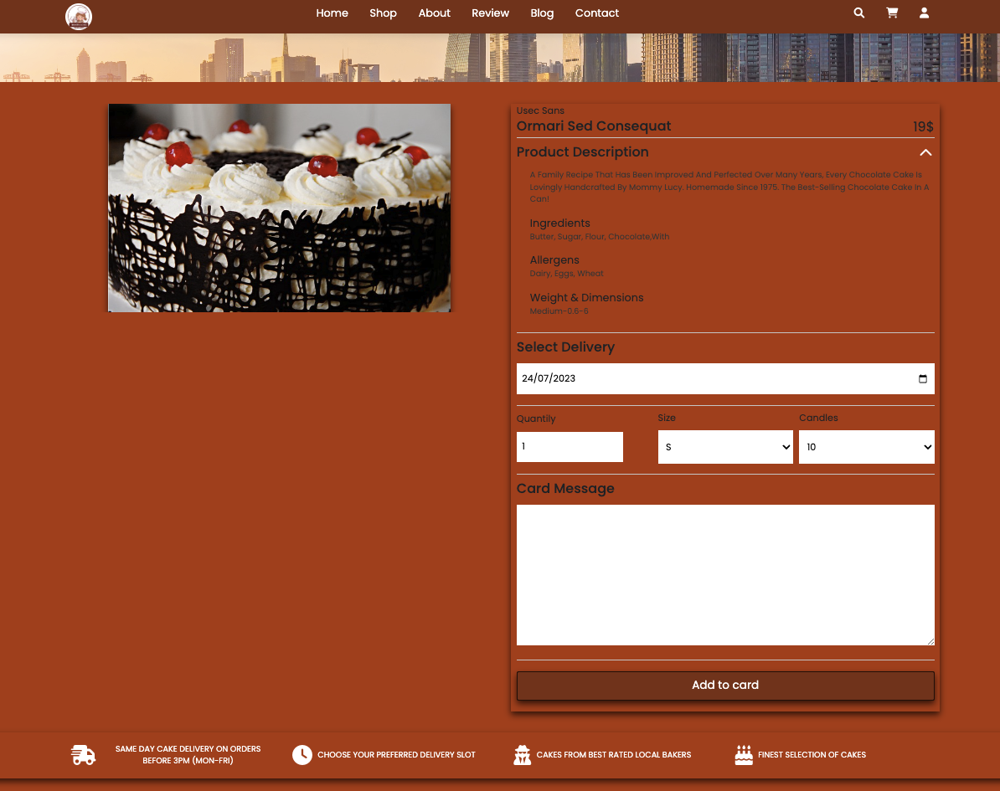 Home Shop About Review Blog Contact
Usec Sans
Ormari Sed Consequat 19$
Product Description
A Family Recipe That Has Been Improved And Perfected Over Many Years, Every Chocolate Cake Is
Lovingly Handcrafted By Mommy Lucy. Homemade Since 1975. The Best-Selling Chocolate Cake In A
Can!
Ingredients
Butter, Sugar, Flour, Chocolate,With
Allergens
Dairy, Eggs, Wheat
Weight & Dimensions
Medium-0.6-6
Select Delivery
24/07/2023
Quantily Size Candles
1 S 10
Card Message
Add to card
SAME DAY CAKE DELIVERY ON ORDERS
BEFORE 3PM (MON-FRI)
CHOOSE YOUR PREFERRED DELIVERY SLOT
CAKES FROM BEST RATED LOCAL BAKERS
FINEST SELECTION OF CAKES